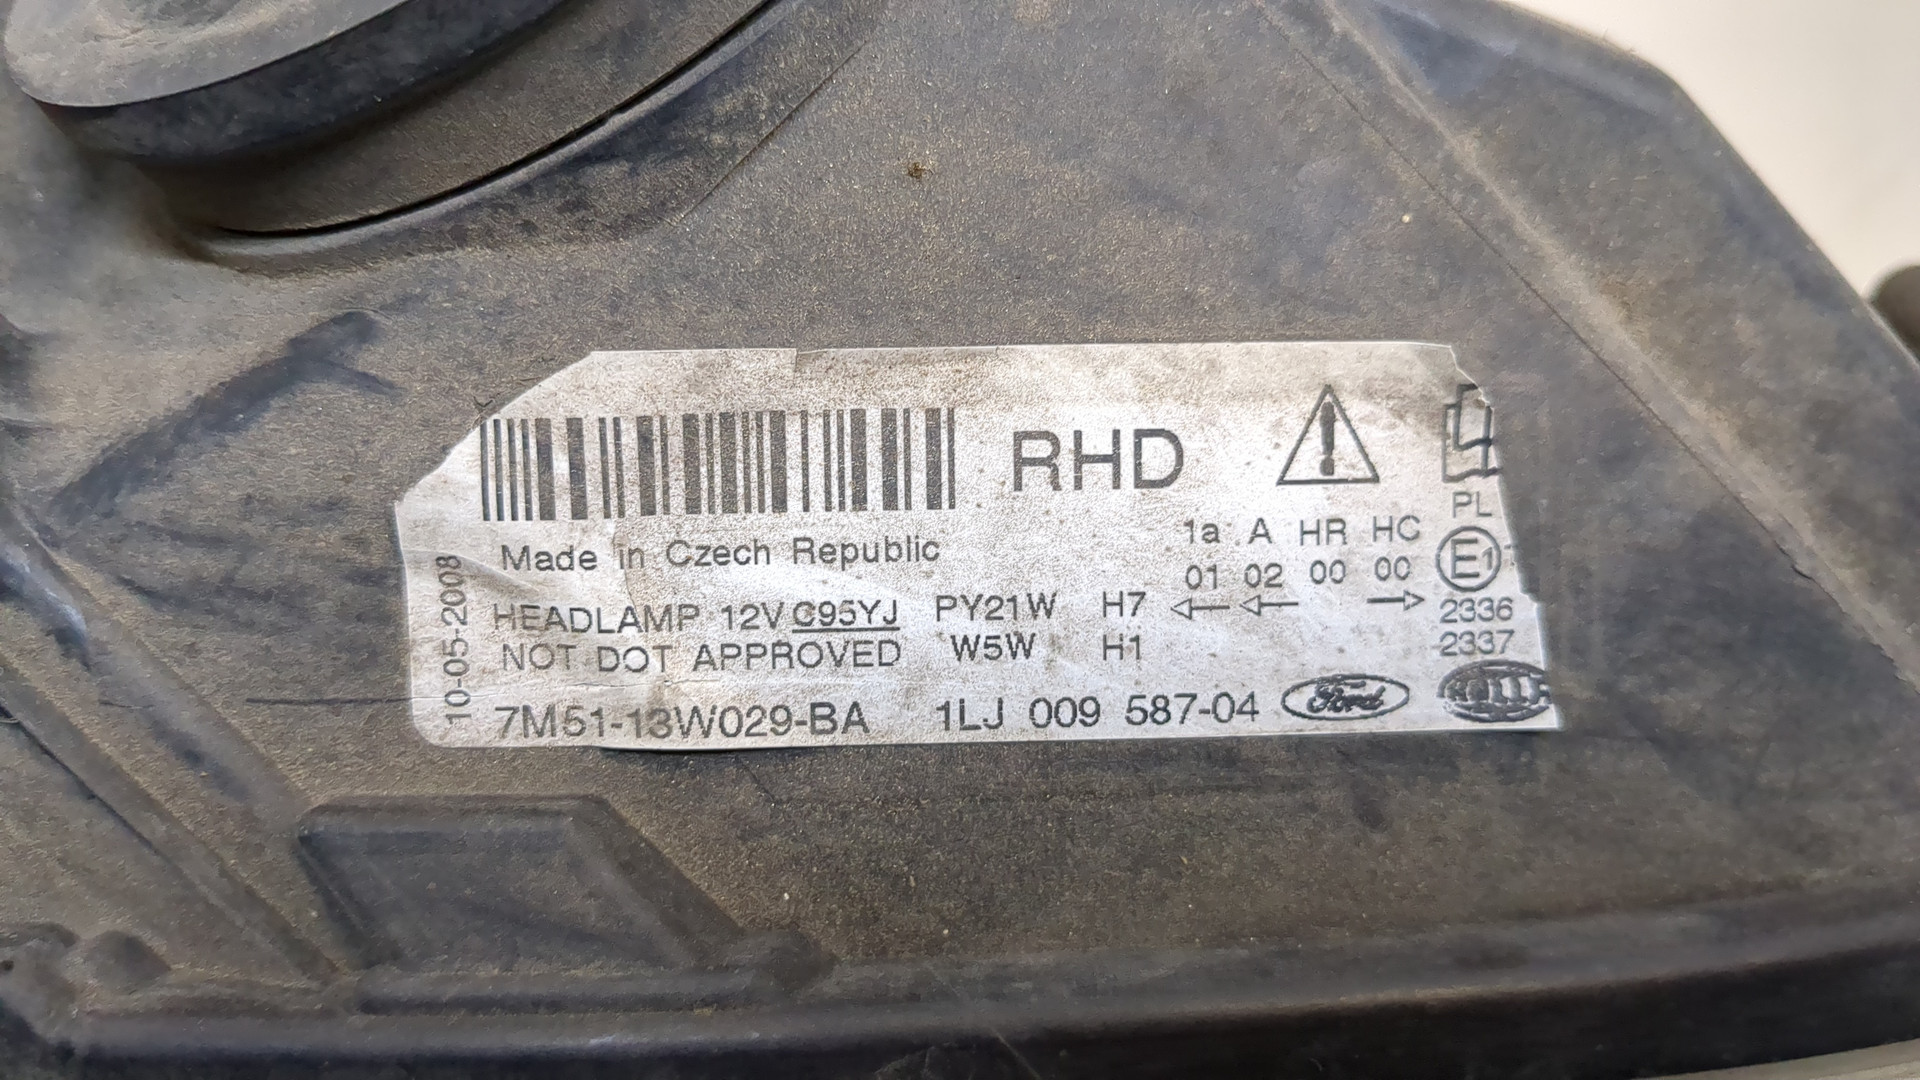 RHD
PL
1a A HR HC E1
Made in Czech Republic 01 02 00 00
HEADLAMP 12V C95YJ PY21W H7 2336
NOT DOT APPROVED W5W H1 2337
7M51-13W029-BA 1LJ 009 587-04 Ford HELLA
10-05-2008